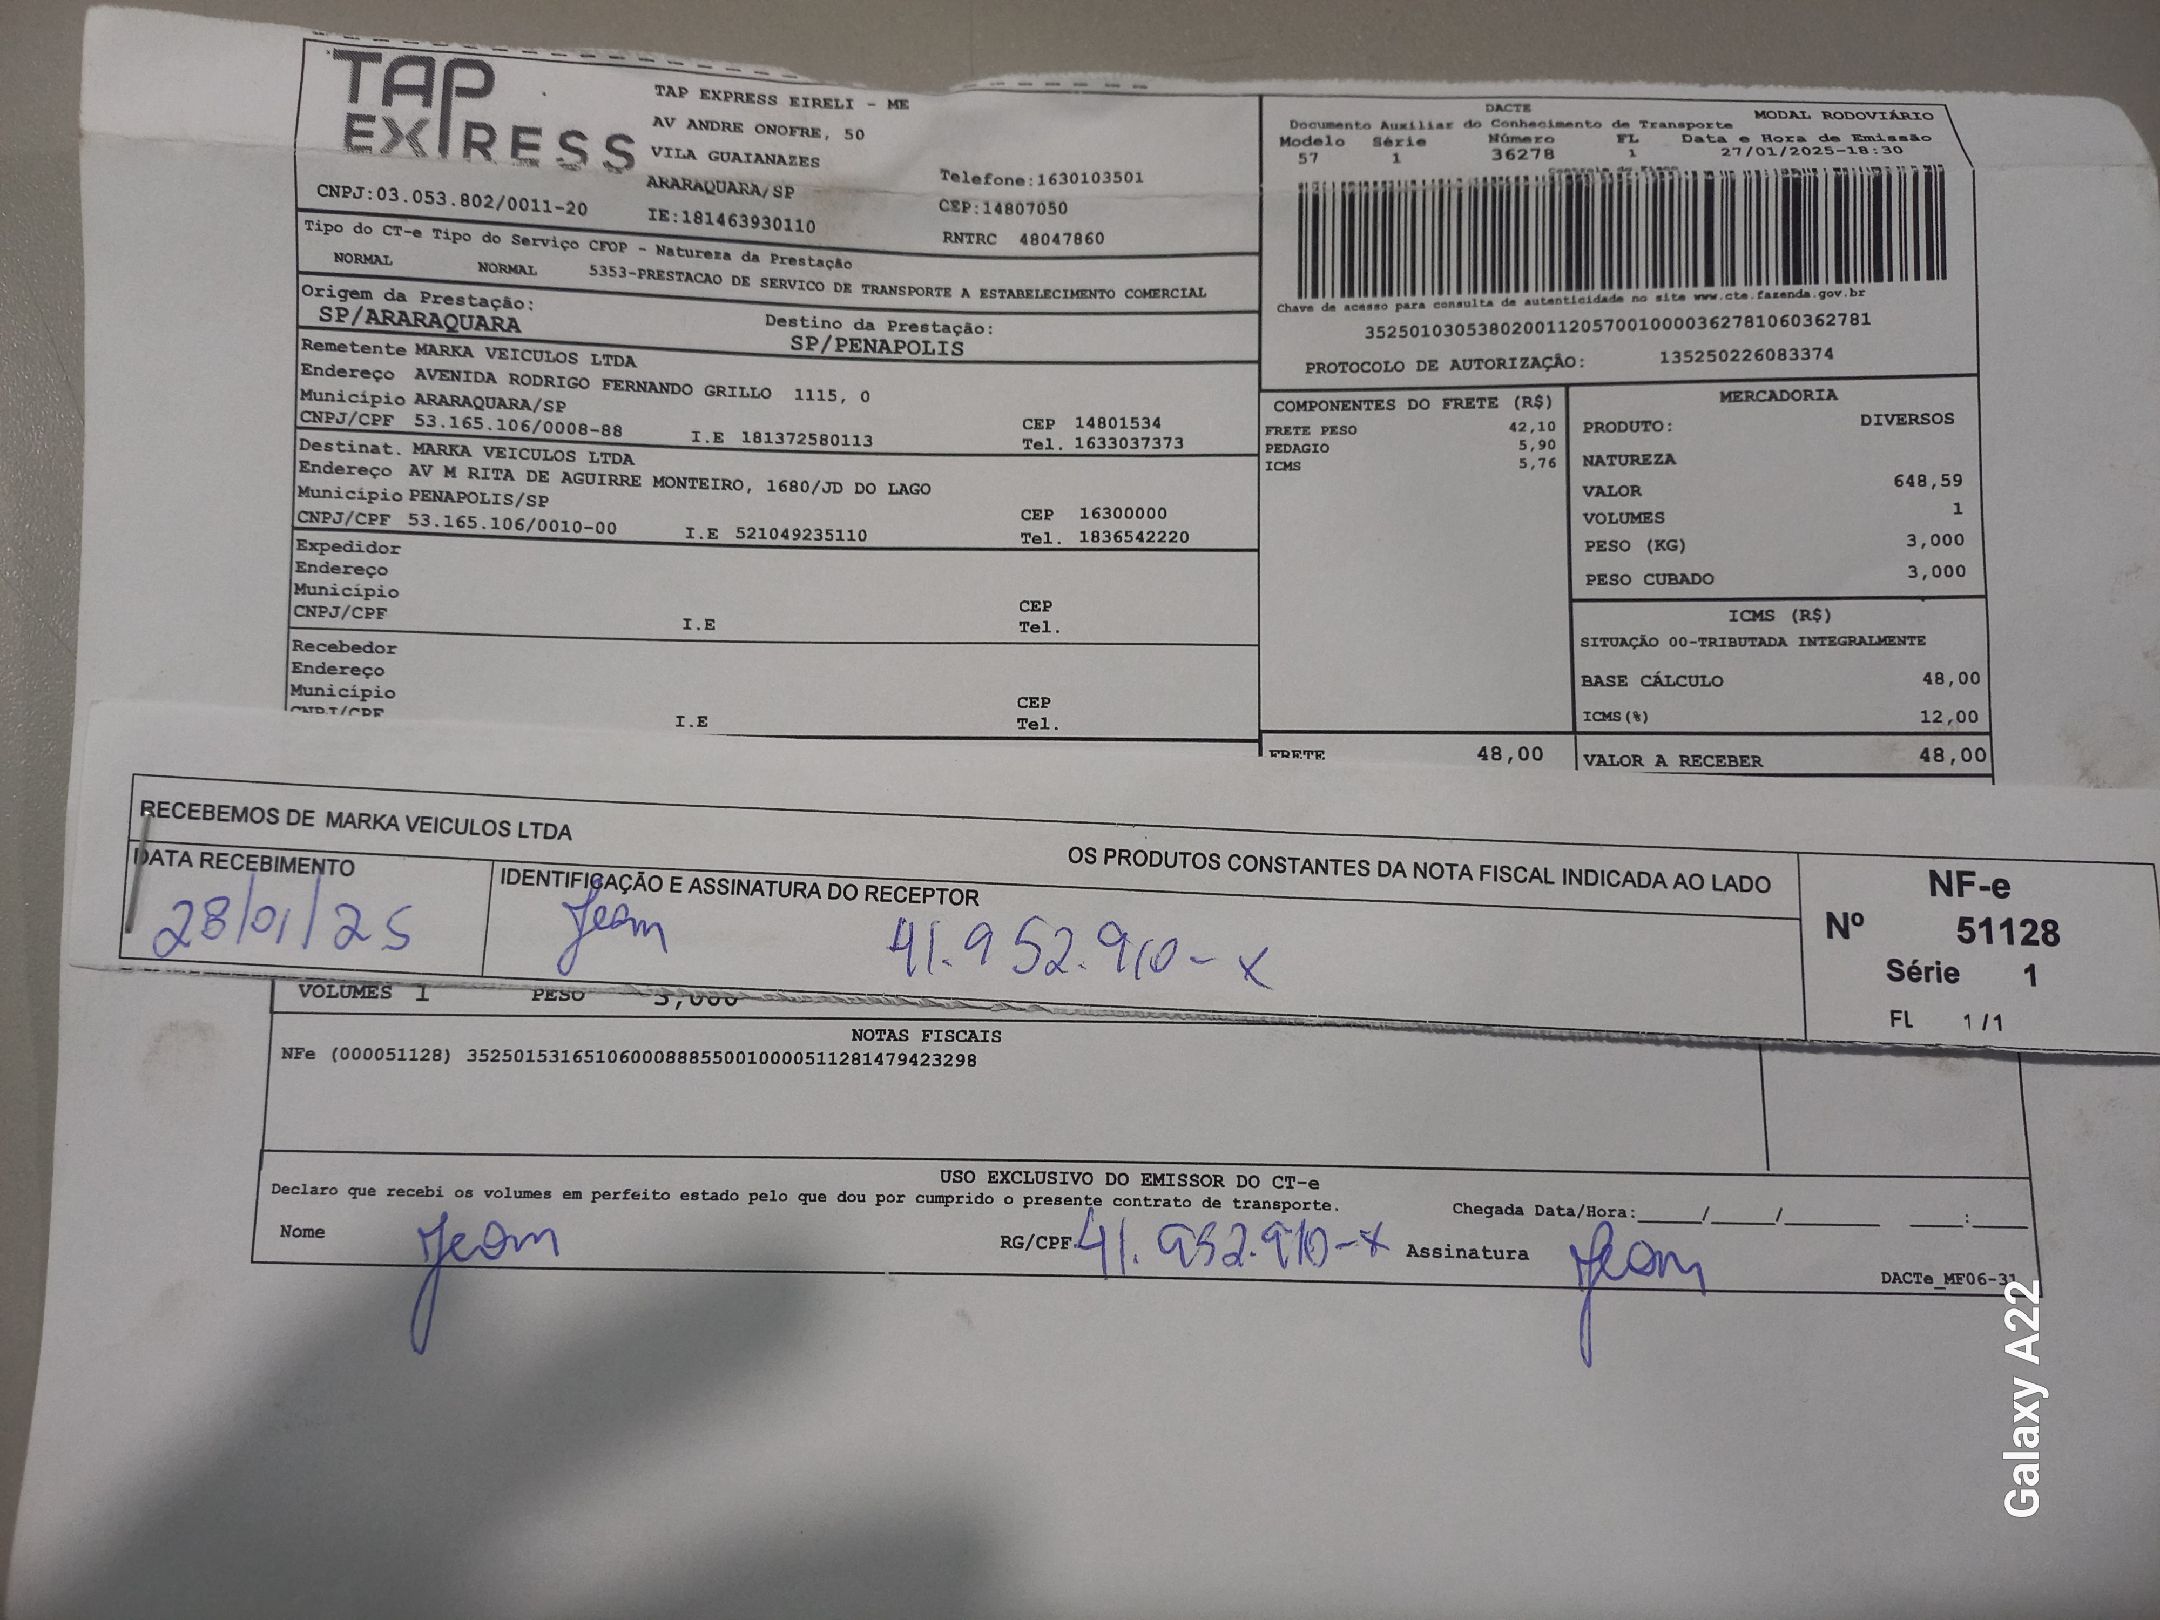 TAP EXPRESS
TAP EXPRESS EIRELI - ME
AV ANDRE ONOFRE, 50
VILA GUAIANAZES
ARARAQUARA/SP
Telefone:1630103501
CNPJ:03.053.802/0011-20
IE:181463930110
CEP:14807050
RNTRC 48047860
Tipo do CT-e Tipo do Serviço CFOP - Natureza da Prestação
NORMAL NORMAL 5353-PRESTACAO DE SERVICO DE TRANSPORTE A ESTABELECIMENTO COMERCIAL
Origem da Prestação: Destino da Prestação:
SP/ARARAQUARA SP/PENAPOLIS
Remetente MARKA VEICULOS LTDA
Endereço AVENIDA RODRIGO FERNANDO GRILLO 1115, 0
Município ARARAQUARA/SP CEP 14801534
CNPJ/CPF 53.165.106/0008-88 I.E 181372580113 Tel. 1633037373
Destinat. MARKA VEICULOS LTDA
Endereço AV M RITA DE AGUIRRE MONTEIRO, 1680/JD DO LAGO
Município PENAPOLIS/SP CEP 16300000
CNPJ/CPF 53.165.106/0010-00 I.E 521049235110 Tel. 1836542220
Expedidor
Endereço
Município CEP
CNPJ/CPF I.E Tel.
Recebedor
Endereço
Município CEP
CNPJ/CPF I.E Tel.
DACTE MODAL RODOVIÁRIO
Documento Auxiliar do Conhecimento de Transporte
Modelo Série Número FL Data e Hora de Emissão
57 1 36278 1 27/01/2025-18:30
Chave de acesso para consulta de autenticidade no site www.cte.fazenda.gov.br
35250103053802001120570010000362781060362781
PROTOCOLO DE AUTORIZAÇÃO: 135250226083374
COMPONENTES DO FRETE (R$)
FRETE PESO 42,10
PEDAGIO 5,90
ICMS 5,76
FRETE 48,00
MERCADORIA
PRODUTO: DIVERSOS
NATUREZA
VALOR 648,59
VOLUMES 1
PESO (KG) 3,000
PESO CUBADO 3,000
ICMS (R$)
SITUAÇÃO 00-TRIBUTADA INTEGRALMENTE
BASE CÁLCULO 48,00
ICMS(%) 12,00
VALOR A RECEBER 48,00
RECEBEMOS DE MARKA VEICULOS LTDA OS PRODUTOS CONSTANTES DA NOTA FISCAL INDICADA AO LADO
DATA RECEBIMENTO IDENTIFICAÇÃO E ASSINATURA DO RECEPTOR
28/01/25 Jean 41.952.910-x
NF-e
Nº 51128
Série 1
FL 1 /1
VOLUMES 1 PESO 3,000
NOTAS FISCAIS
NFe (000051128) 35250153165106000888550010000511281479423298
USO EXCLUSIVO DO EMISSOR DO CT-e
Declaro que recebi os volumes em perfeito estado pelo que dou por cumprido o presente contrato de transporte. Chegada Data/Hora:____/____/______ ___:___
Nome Jean RG/CPF 41.952.910-x Assinatura Jean
DACTe_MF06-31
Galaxy A22